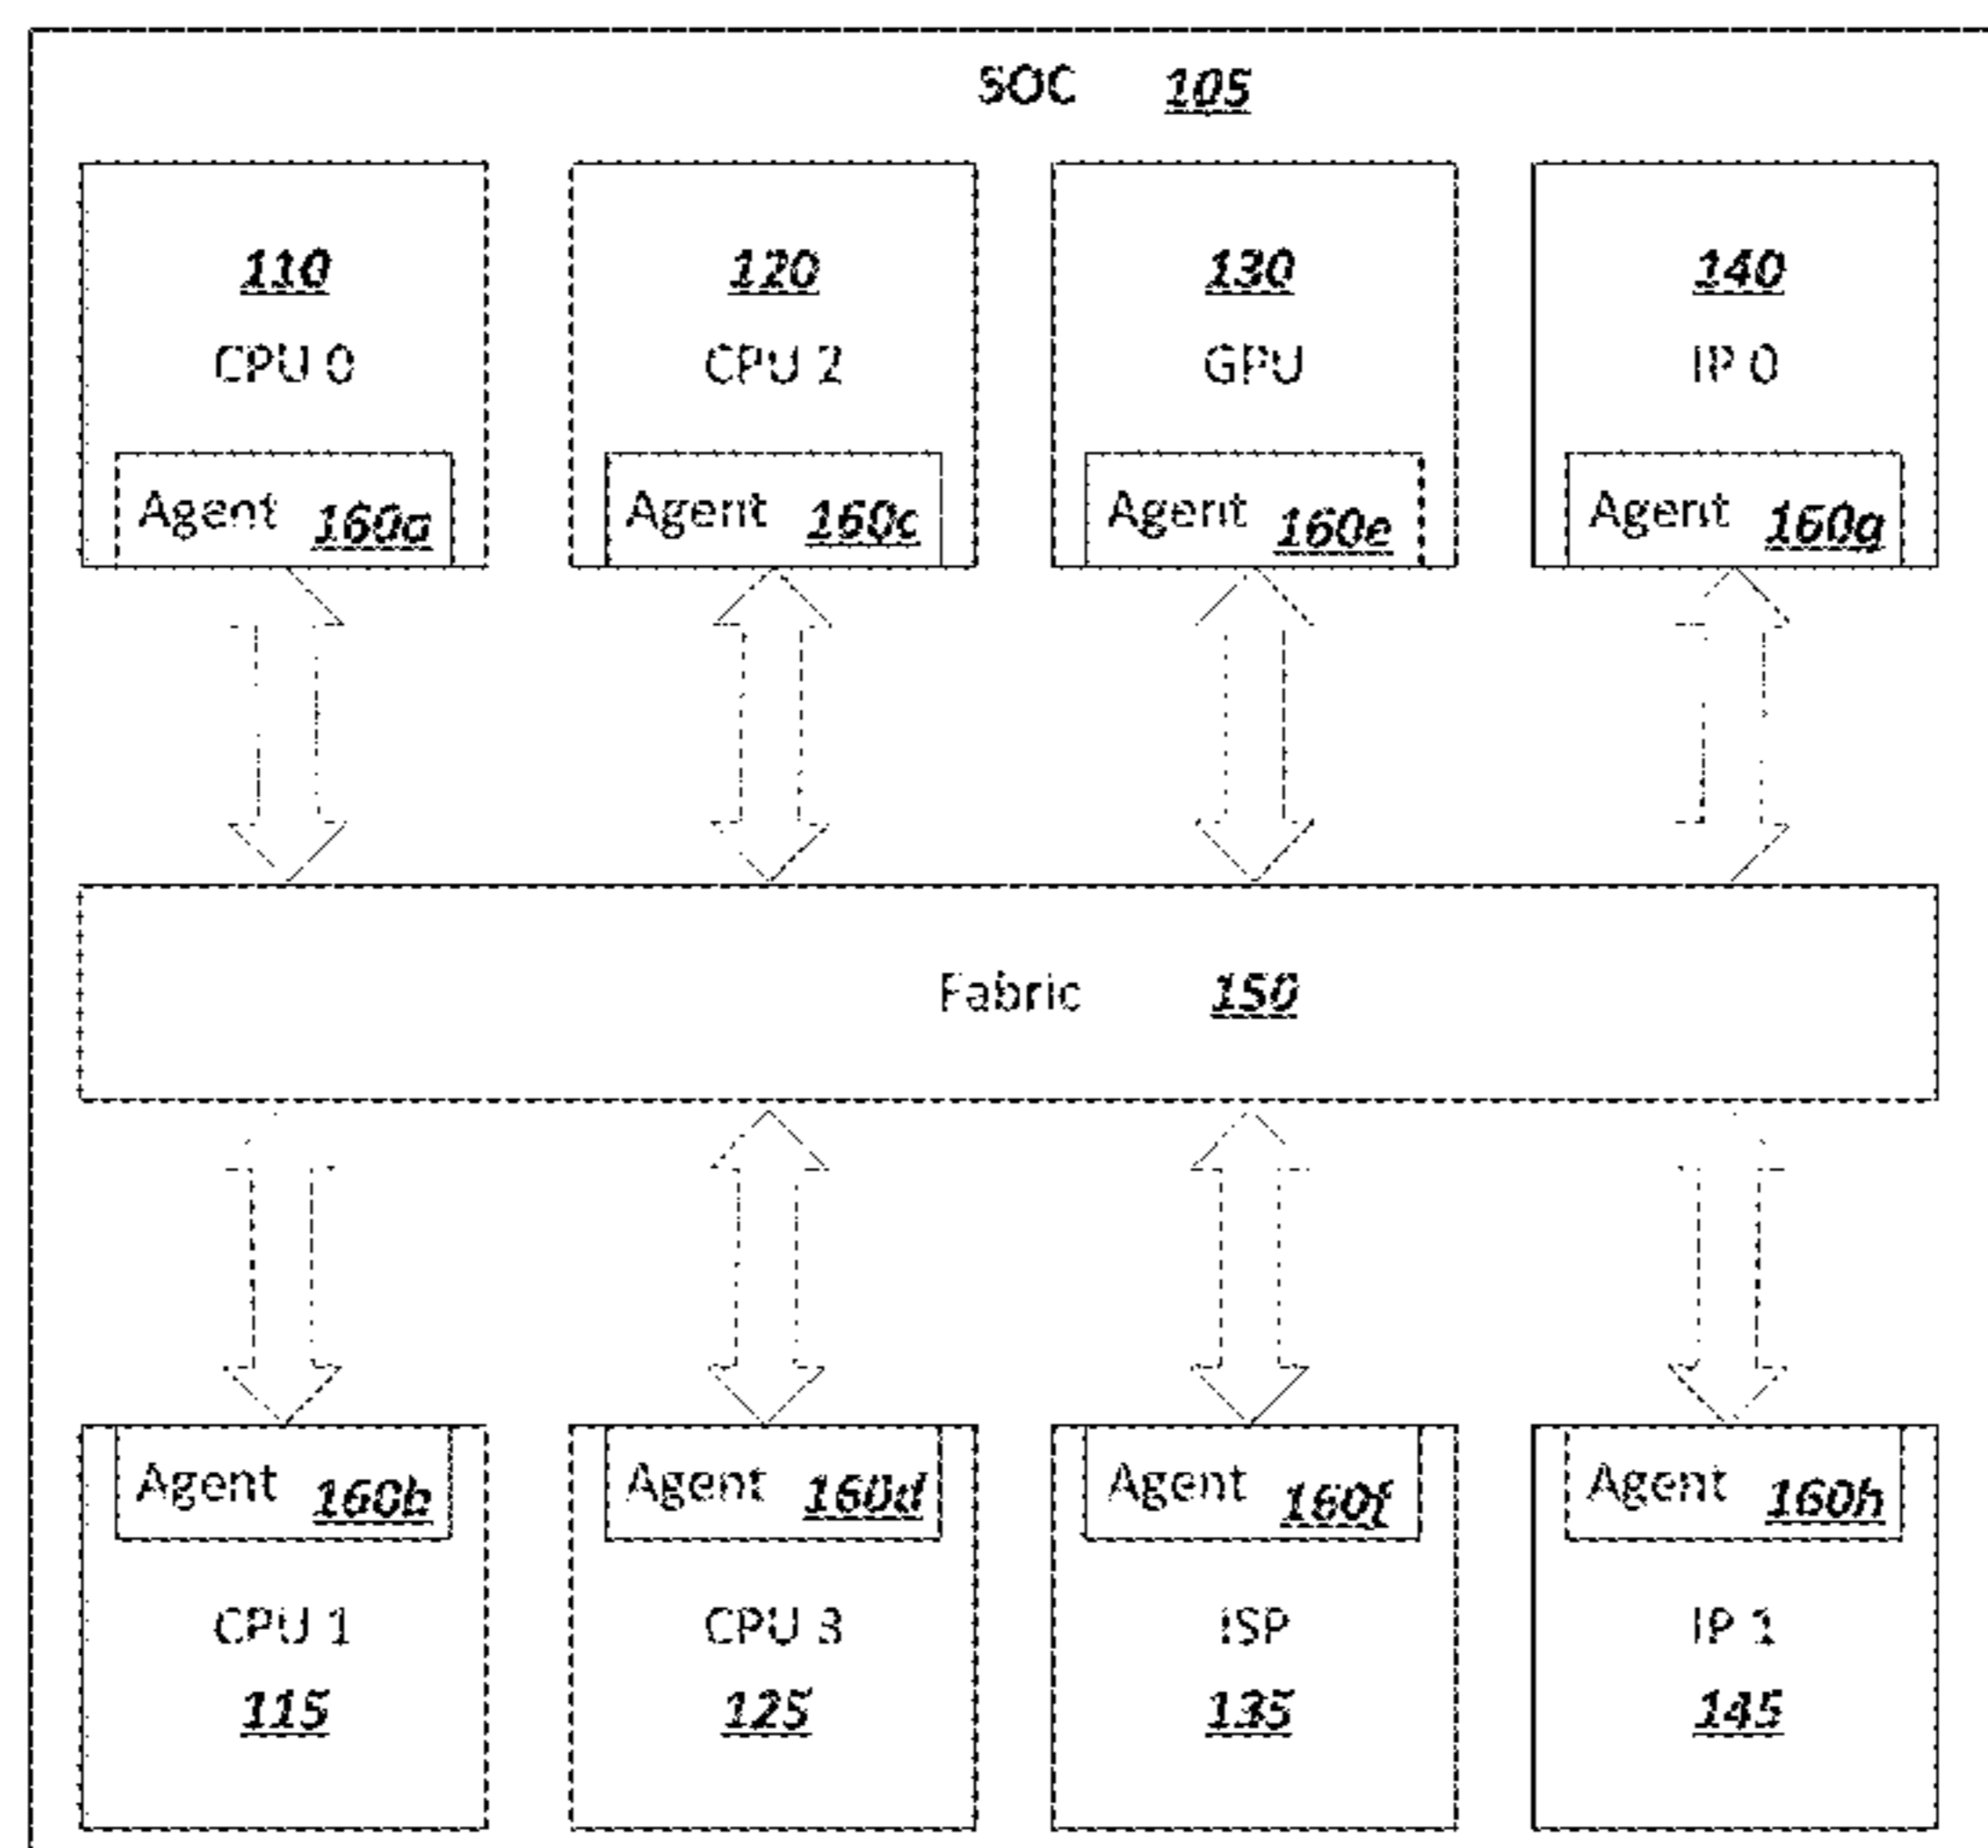 SOC 105
110 120 130 140
CPU 0 CPU 2 GPU IP 0
Agent 160a Agent 160c Agent 160e Agent 160g
Fabric 150
Agent 160b Agent 160d Agent 160f Agent 160h
CPU 1 CPU 3 ISP IP 1
115 125 135 145